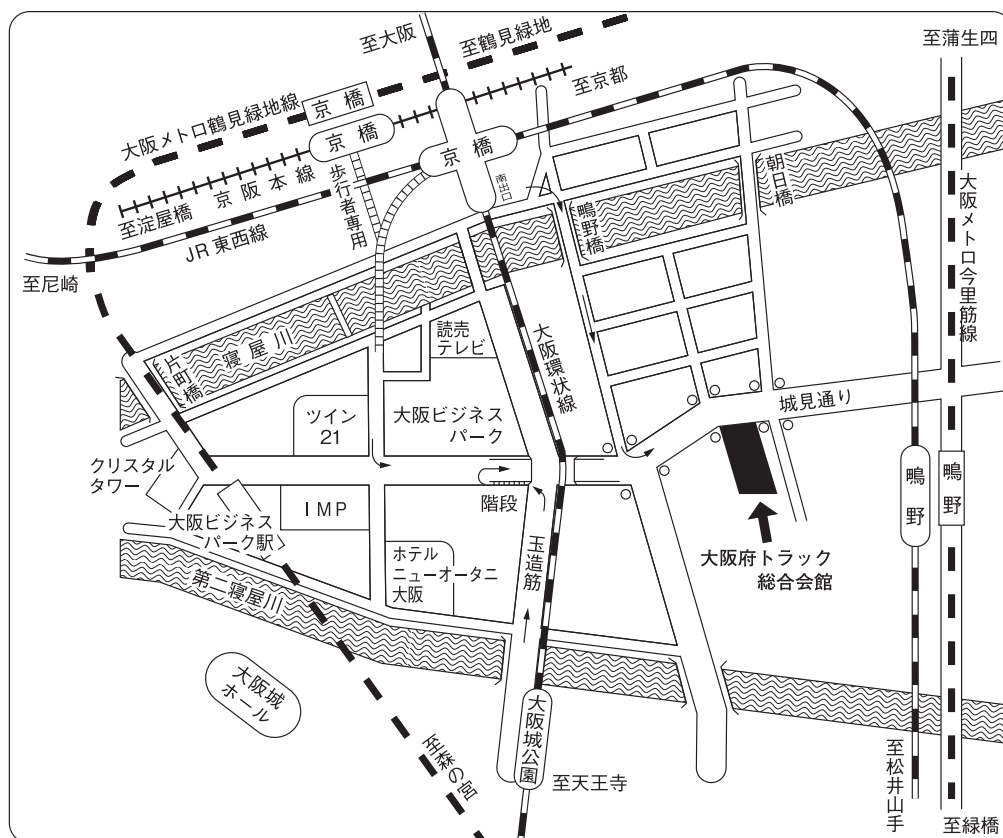 至大阪
至鶴見緑地
至蒲生四
至京都
大阪メトロ鶴見緑地線
京橋
京橋
京橋
京阪本線
至淀屋橋
歩行者専用
JR東西線
至尼崎
南出口
鴫野橋
朝日橋
大阪メトロ今里筋線
寝屋川
片町橋
読売
テレビ
大阪環状線
城見通り
ツイン
21
大阪ビジネス
パーク
クリスタル
タワー
IMP
階段
大阪ビジネス
パーク駅
鴫野
鴫野
ホテル
ニューオータニ
大阪
玉造筋
大阪府トラック
総合会館
第二寝屋川
大阪城
ホール
至森の宮
大阪城公園
至天王寺
至松井山手
至緑橋